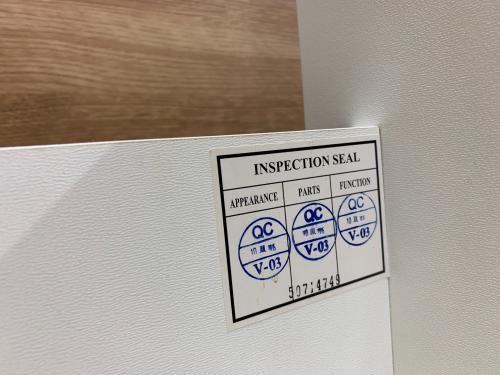 INSPECTION SEAL
APPEARANCE PARTS FUNCTION
QC QC QC
V-03 V-03 V-03